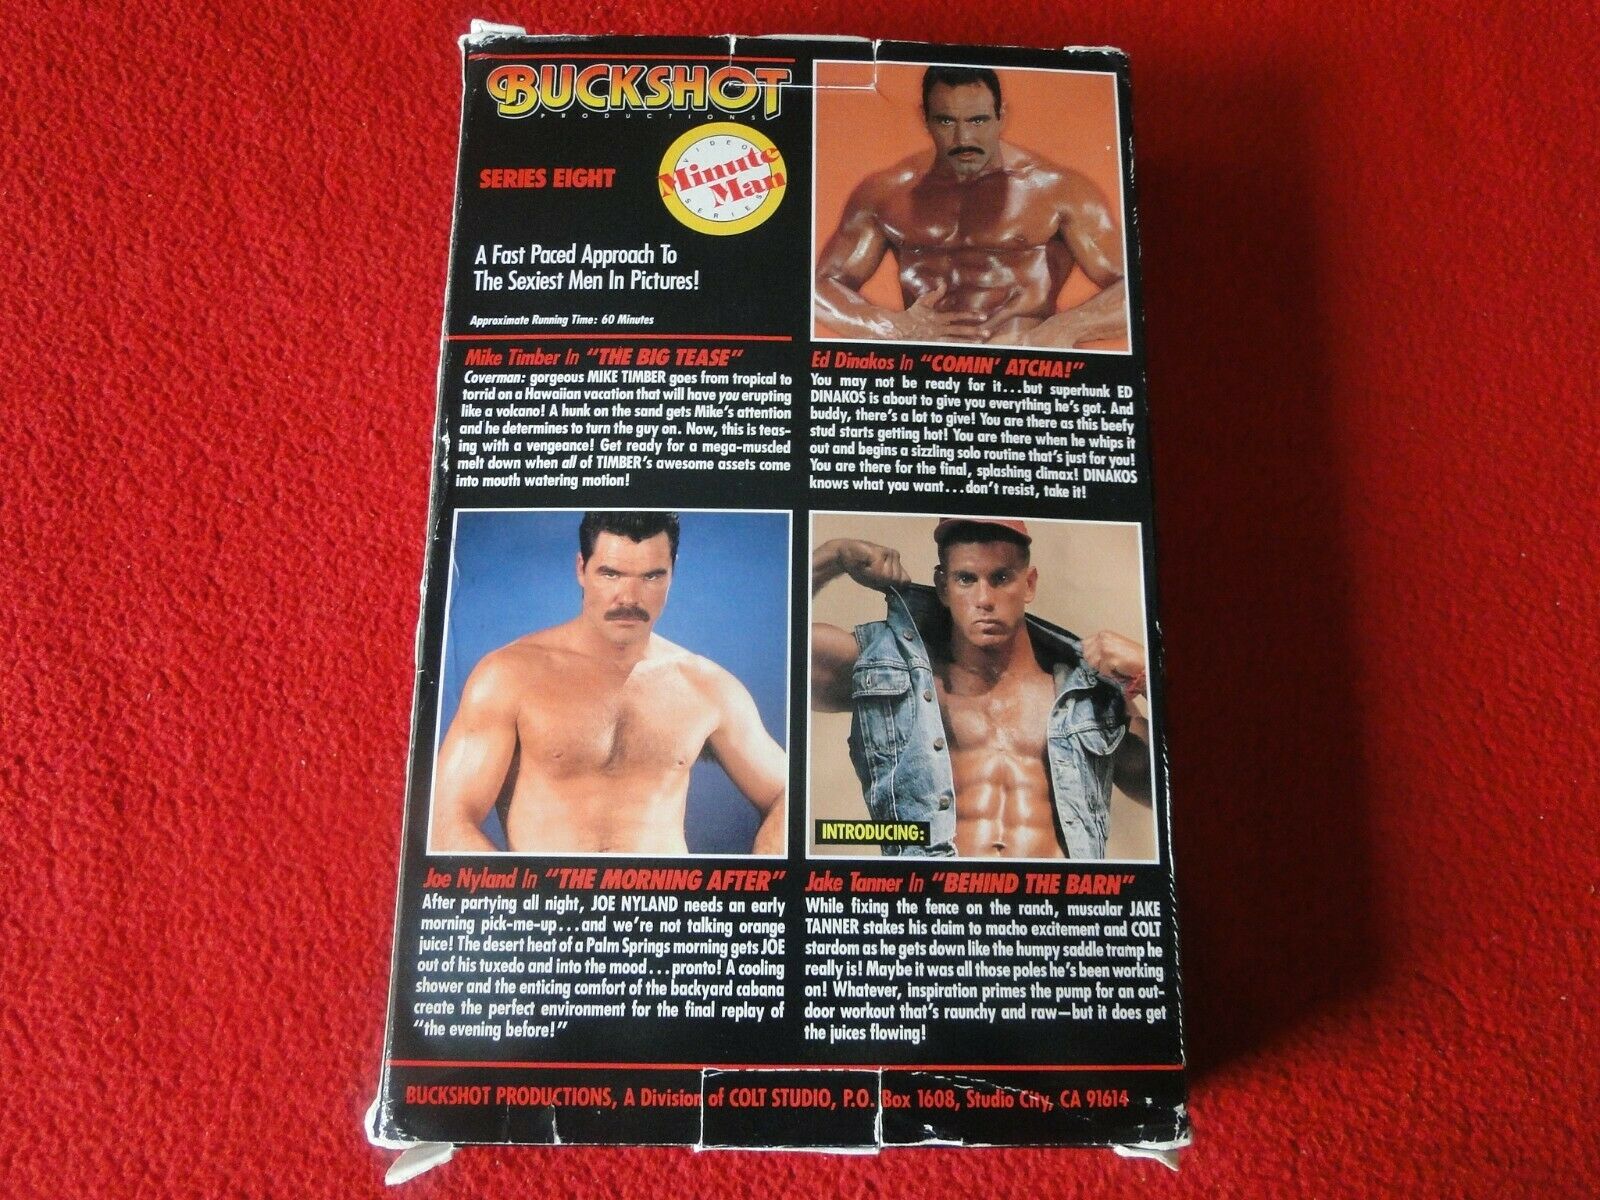 BUCKSHOT
PRODUCTIONS
SERIES EIGHT
VIDEO
Minute
Man
SERIES
A Fast Paced Approach To
The Sexiest Men In Pictures!
Approximate Running Time: 60 Minutes
Mike Timber In "THE BIG TEASE"
Coverman: gorgeous MIKE TIMBER goes from tropical to
torrid on a Hawaiian vacation that will have you erupting
like a volcano! A hunk on the sand gets Mike's attention
and he determines to turn the guy on. Now, this is teas-
ing with a vengeance! Get ready for a mega-muscled
melt down when all of TIMBER's awesome assets come
into mouth watering motion!
Ed Dinakos In "COMIN' ATCHA!"
You may not be ready for it...but superhunk ED
DINAKOS is about to give you everything he's got. And
buddy, there's a lot to give! You are there as this beefy
stud starts getting hot! You are there when he whips it
out and begins a sizzling solo routine that's just for you!
You are there for the final, splashing climax! DINAKOS
knows what you want...don't resist, take it!
Joe Nyland In "THE MORNING AFTER"
After partying all night, JOE NYLAND needs an early
morning pick-me-up...and we're not talking orange
juice! The desert heat of a Palm Springs morning gets JOE
out of his tuxedo and into the mood...pronto! A cooling
shower and the enticing comfort of the backyard cabana
create the perfect environment for the final replay of
"the evening before!"
INTRODUCING:
Jake Tanner In "BEHIND THE BARN"
While fixing the fence on the ranch, muscular JAKE
TANNER stakes his claim to macho excitement and COLT
stardom as he gets down like the humpy saddle tramp he
really is! Maybe it was all those poles he's been working
on! Whatever, inspiration primes the pump for an out-
door workout that's raunchy and raw—but it does get
the juices flowing!
BUCKSHOT PRODUCTIONS, A Division of COLT STUDIO, P.O. Box 1608, Studio City, CA 91614